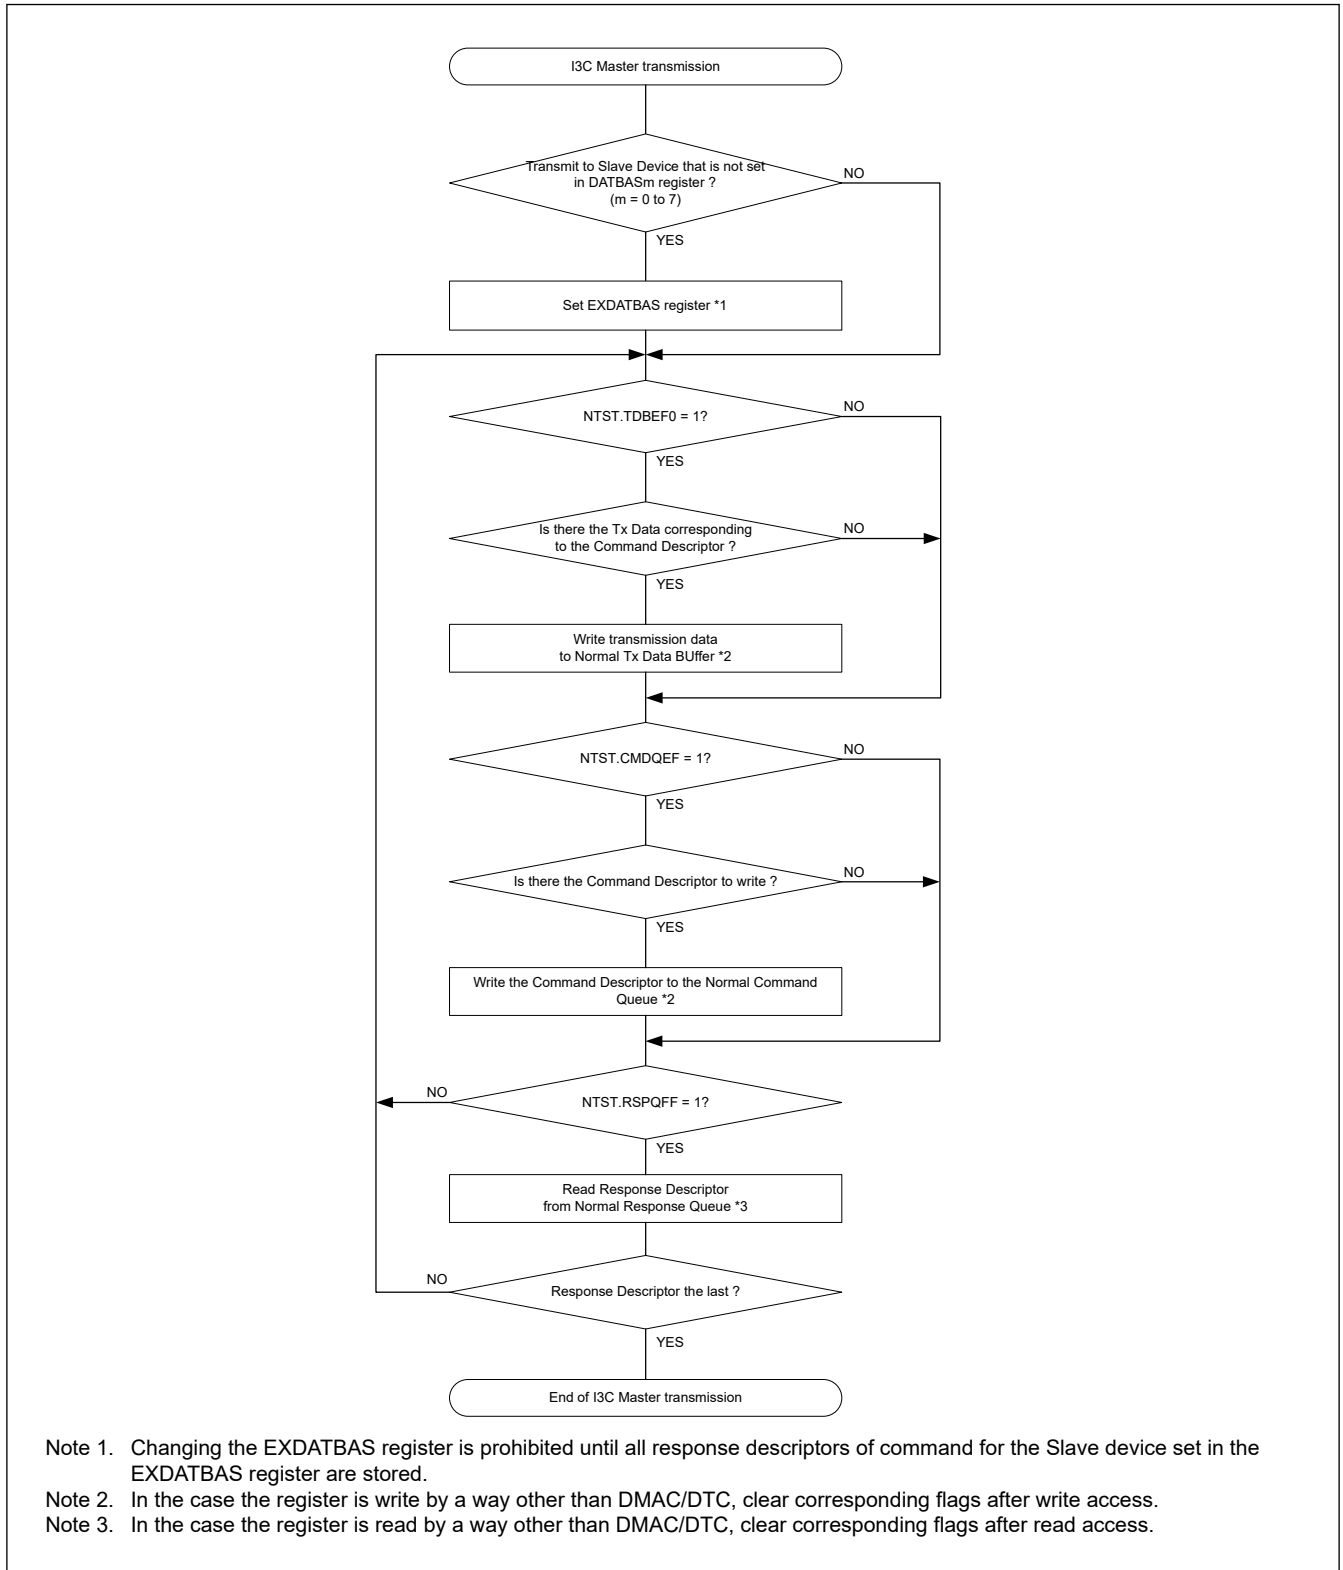 I3C Master transmission
Transmit to Slave Device that is not set
in DATBASm register ?
(m = 0 to 7)
NO
YES
Set EXDATBAS register *1
NTST.TDBEF0 = 1?
NO
YES
Is there the Tx Data corresponding
to the Command Descriptor ?
NO
YES
Write transmission data
to Normal Tx Data BUffer *2
NTST.CMDQEF = 1?
NO
YES
Is there the Command Descriptor to write ?
NO
YES
Write the Command Descriptor to the Normal Command
Queue *2
NO
NTST.RSPQFF = 1?
YES
Read Response Descriptor
from Normal Response Queue *3
NO
Response Descriptor the last ?
YES
End of I3C Master transmission
Note 1. Changing the EXDATBAS register is prohibited until all response descriptors of command for the Slave device set in the
EXDATBAS register are stored.
Note 2. In the case the register is write by a way other than DMAC/DTC, clear corresponding flags after write access.
Note 3. In the case the register is read by a way other than DMAC/DTC, clear corresponding flags after read access.